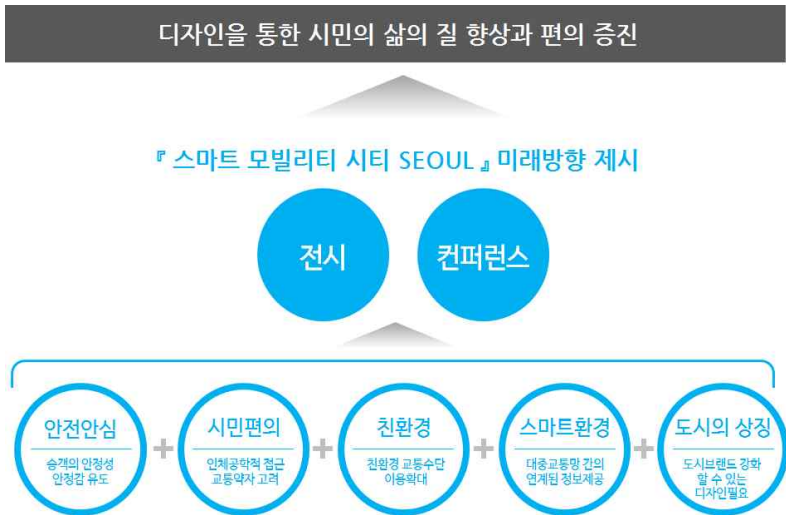 디자인을 통한 시민의 삶의 질 향상과 편의 증진
『 스마트 모빌리티 시티 SEOUL 』 미래방향 제시
전시
컨퍼런스
안전안심
승객의 안정성
안정감 유도
+
시민편의
인체공학적 접근
교통약자 고려
+
친환경
친환경 교통수단
이용확대
+
스마트환경
대중교통망 간의
연계된 정보제공
+
도시의 상징
도시브랜드 강화
할 수 있는
디자인필요